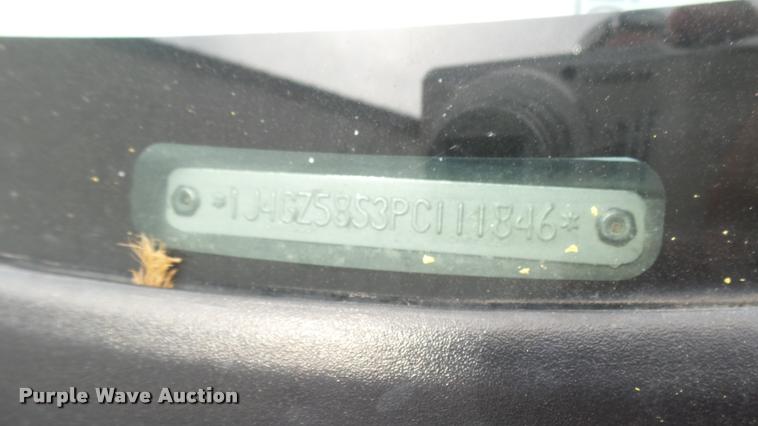 *1J4GZ58S3PC111846*
Purple Wave Auction